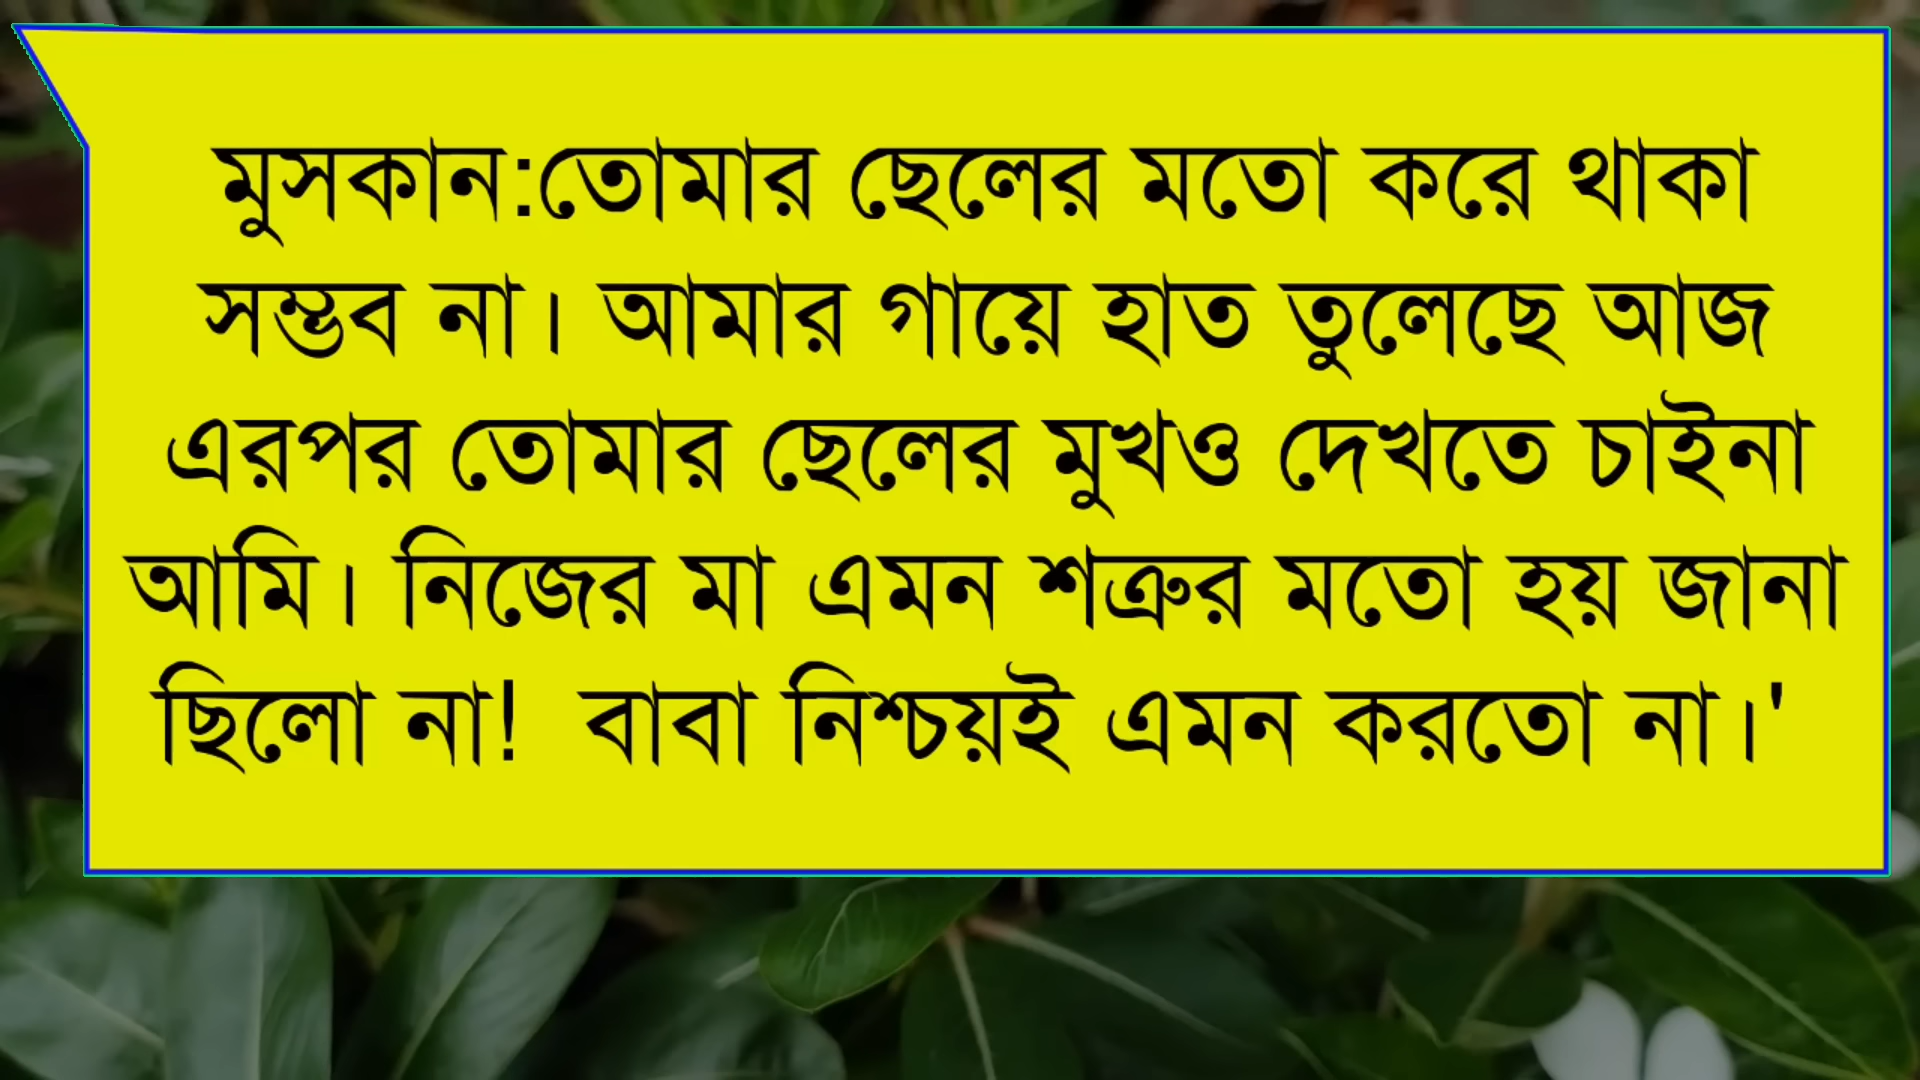 মুসকান:তোমার ছেলের মতো করে থাকা
সম্ভব না। আমার গায়ে হাত তুলেছে আজ
এরপর তোমার ছেলের মুখও দেখতে চাইনা
আমি। নিজের মা এমন শত্রুর মতো হয় জানা
ছিলো না!  বাবা নিশ্চয়ই এমন করতো না।'